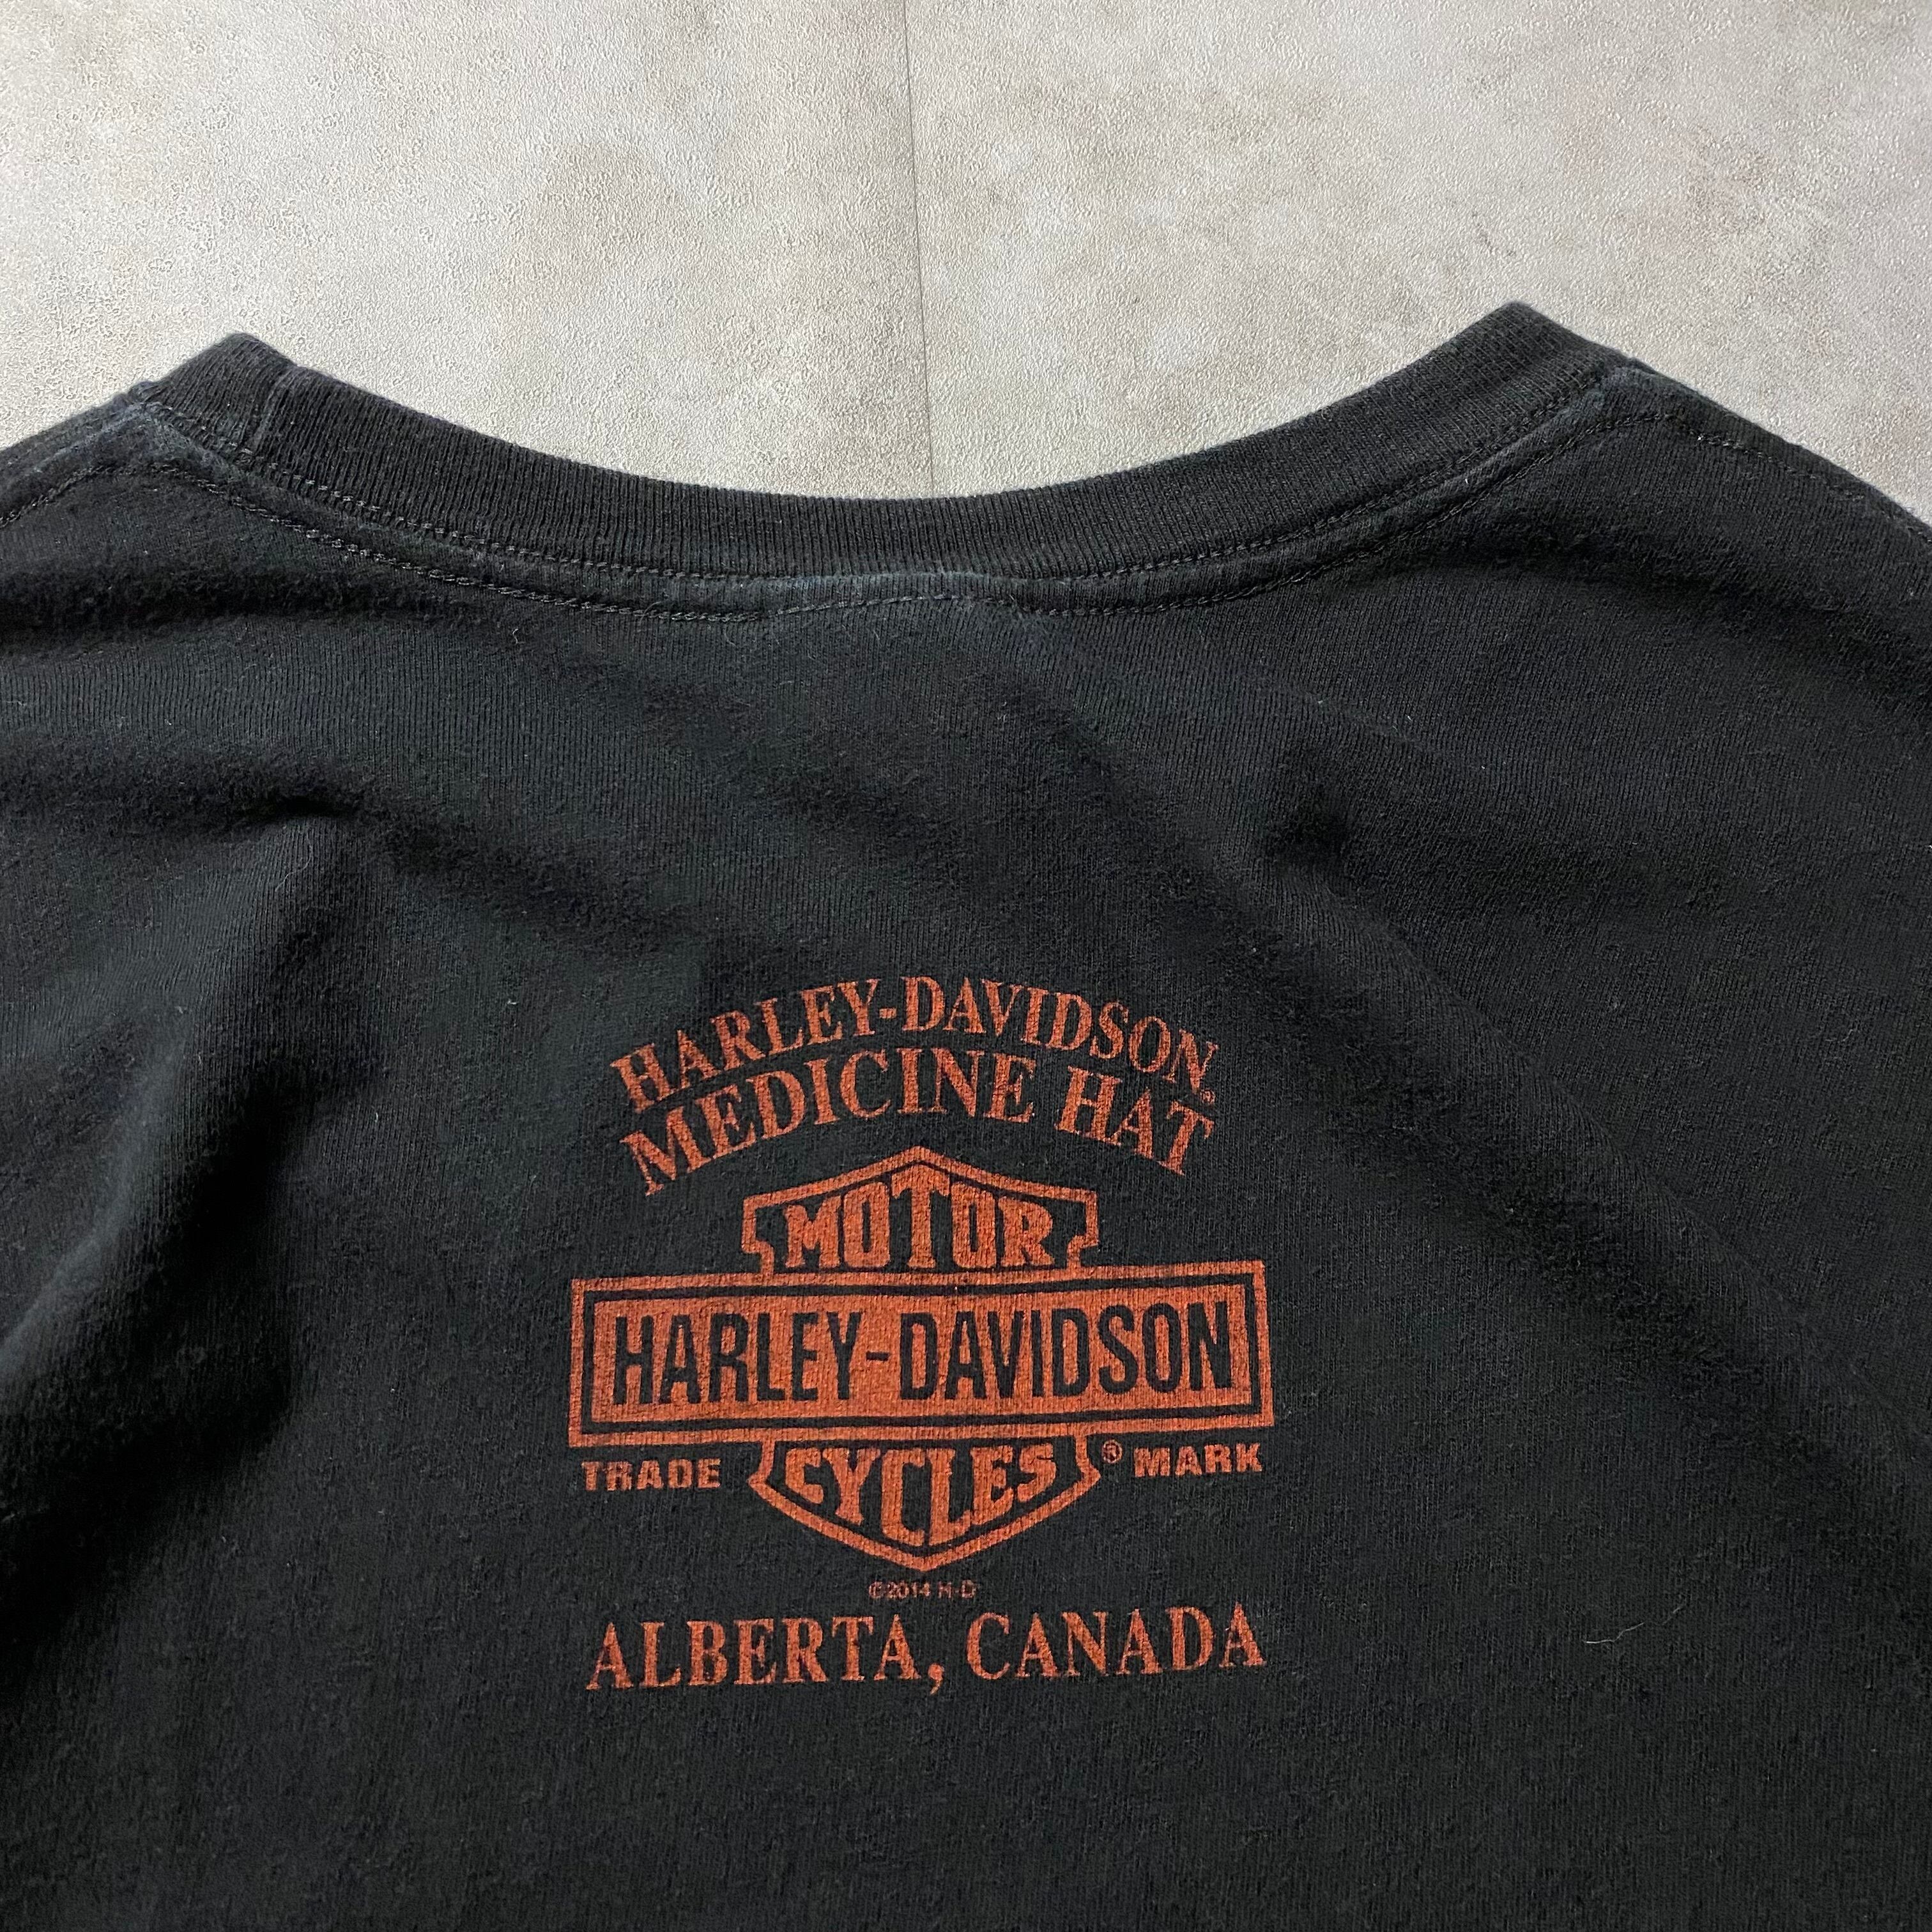 HARLEY-DAVIDSON®
MEDICINE HAT
MOTOR
HARLEY-DAVIDSON
TRADE CYCLES ® MARK
©2014 H-D
ALBERTA, CANADA